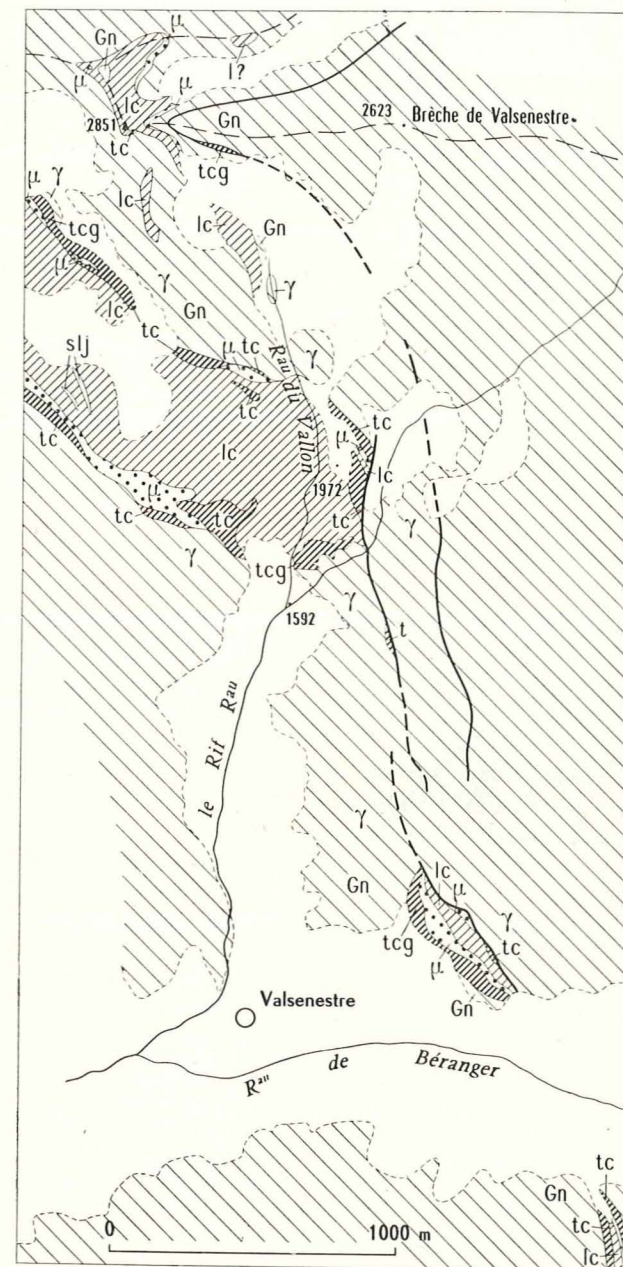 Gn
μ
μ
l?
μ
lc
2851
tc
Gn
2623
Brèche de Valsenestre
tcg
μ
γ
tcg
lc
lc
Gn
μ
γ
γ
lc
Gn
tc
slj
μ
tc
γ
tc
Rau du Vallon
tc
μ
lc
lc
tc
1972
μ
tc
tc
tc
γ
γ
tcg
γ
1592
t
le Rif Rau
γ
Gn
lc
μ
γ
tcg
tc
μ
Gn
Valsenestre
Rau de Béranger
tc
Gn
tc
lc
0 1000 m